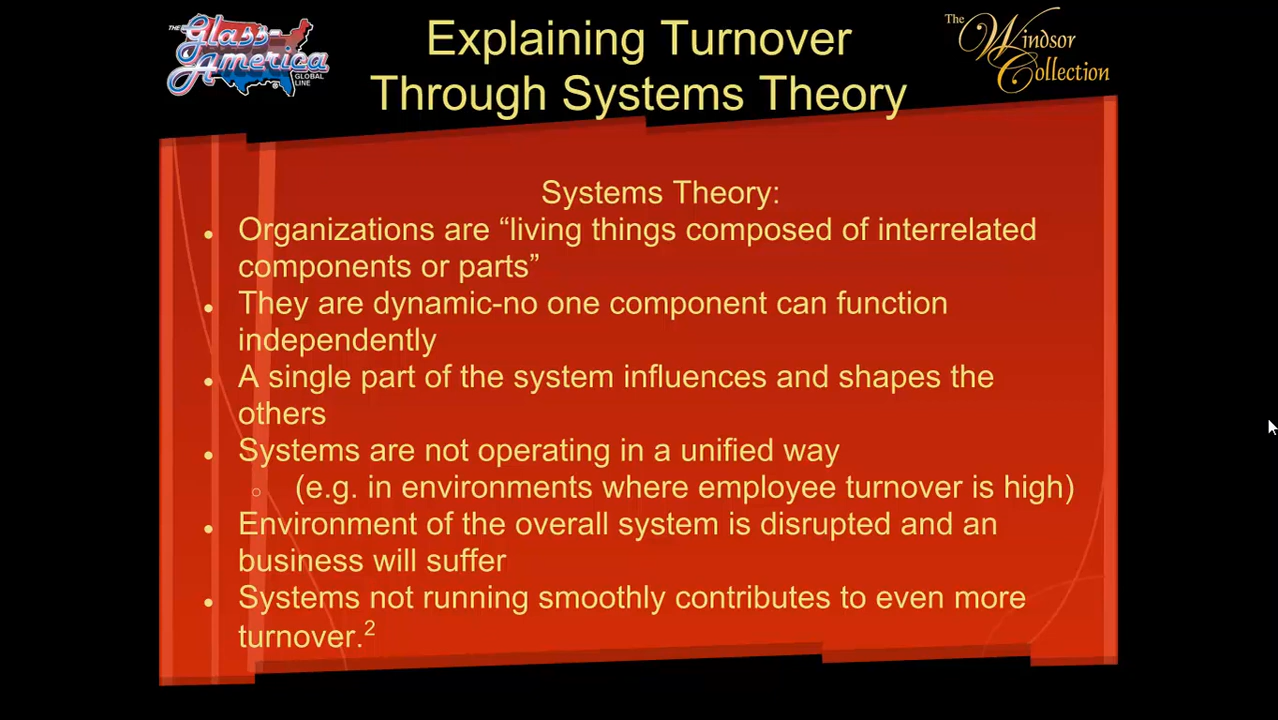 THE
Glass-
America
GLOBAL
LINE
®
Explaining Turnover
Through Systems Theory
The
Windsor
Collection
Systems Theory:
● Organizations are “living things composed of interrelated
components or parts”
● They are dynamic-no one component can function
independently
● A single part of the system influences and shapes the
others
● Systems are not operating in a unified way
○ (e.g. in environments where employee turnover is high)
● Environment of the overall system is disrupted and an
business will suffer
● Systems not running smoothly contributes to even more
turnover.²